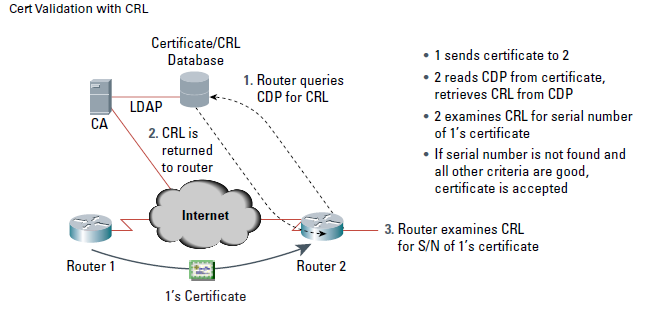 Cert Validation with CRL
Certificate/CRL
Database
1. Router queries
CDP for CRL
LDAP
CA
2. CRL is
returned
to router
Internet
Router 1
Router 2
1's Certificate
3. Router examines CRL
for S/N of 1's certificate
• 1 sends certificate to 2
• 2 reads CDP from certificate,
retrieves CRL from CDP
• 2 examines CRL for serial number
of 1's certificate
• If serial number is not found and
all other criteria are good,
certificate is accepted